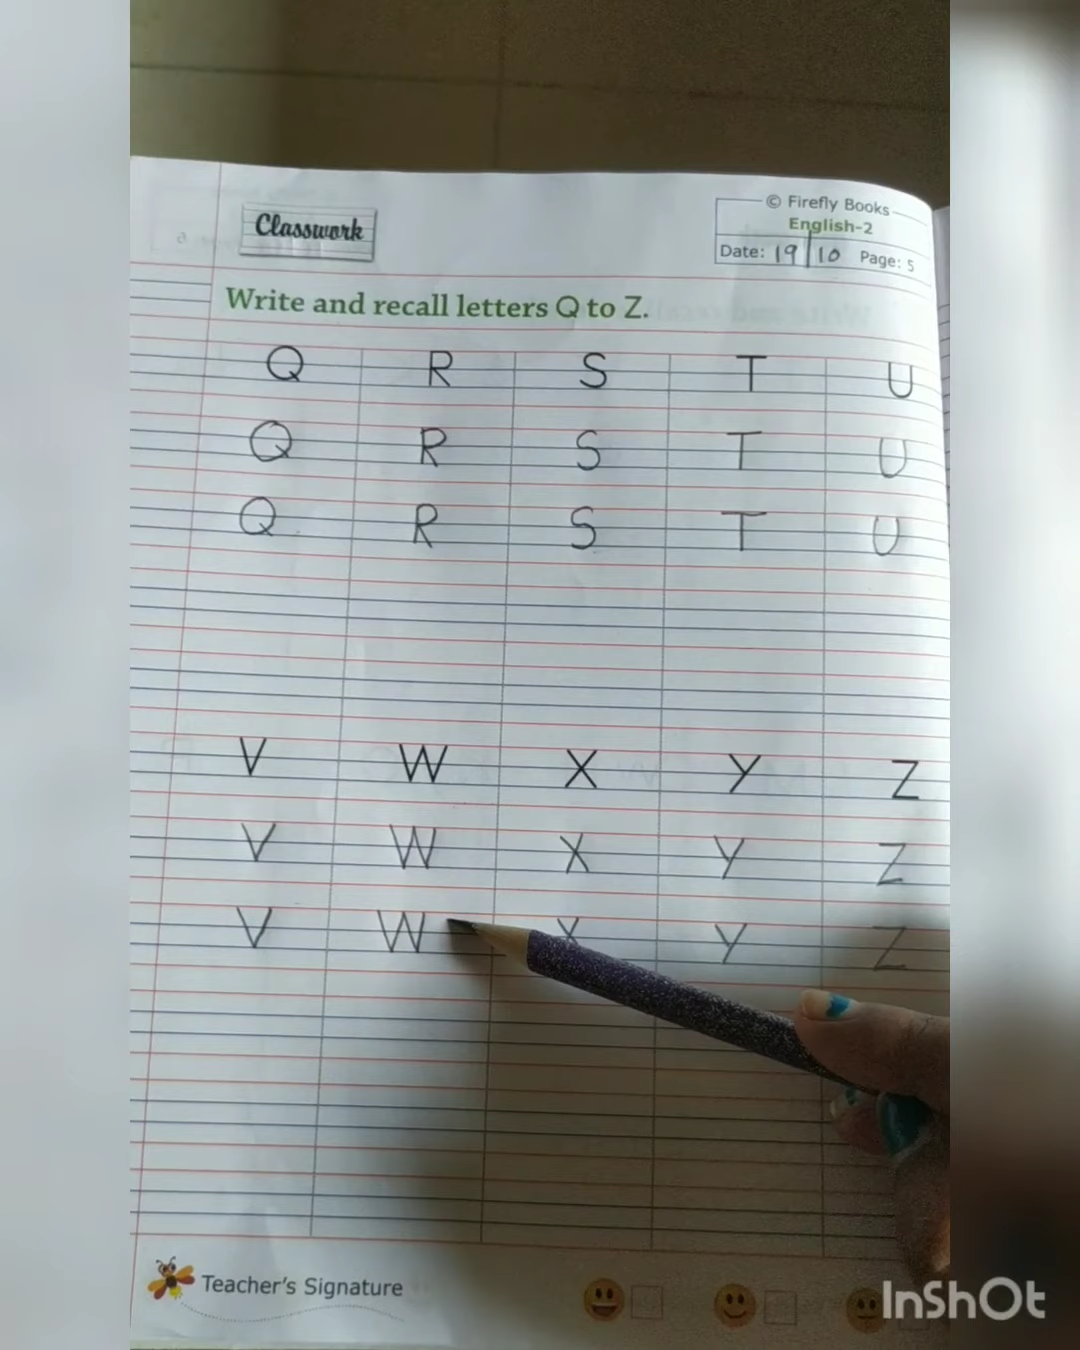 Classwork
© Firefly Books
English-2
Date: 19/10 Page: 5
Write and recall letters Q to Z.
Q R S T U
Q R S T U
Q R S T U
V W X Y Z
V W X Y Z
V W X Y Z
Teacher's Signature
InShOt